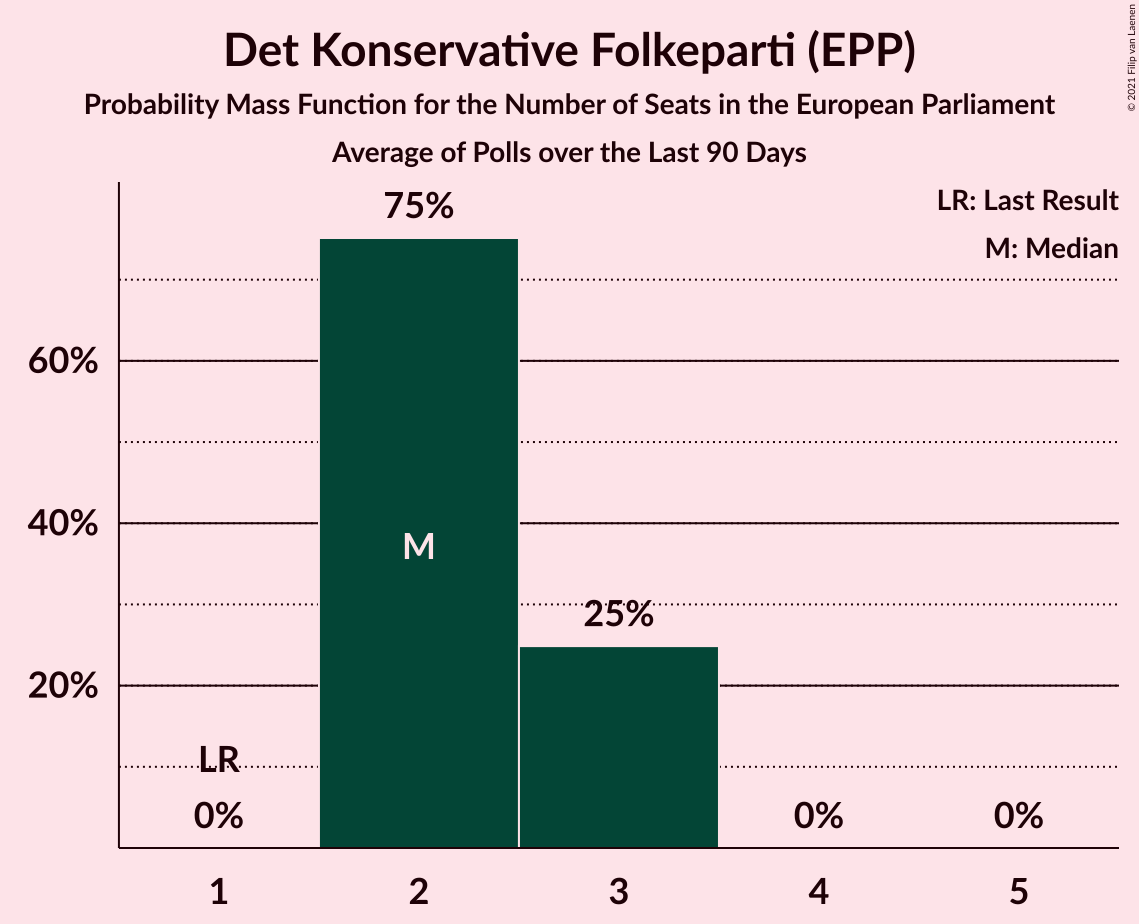 Det Konservative Folkeparti (EPP)
Probability Mass Function for the Number of Seats in the European Parliament
Average of Polls over the Last 90 Days
© 2021 Filip van Laenen
LR: Last Result
M: Median
75%
60%
40%
M
25%
20%
LR
0%
0%
0%
1 2 3 4 5